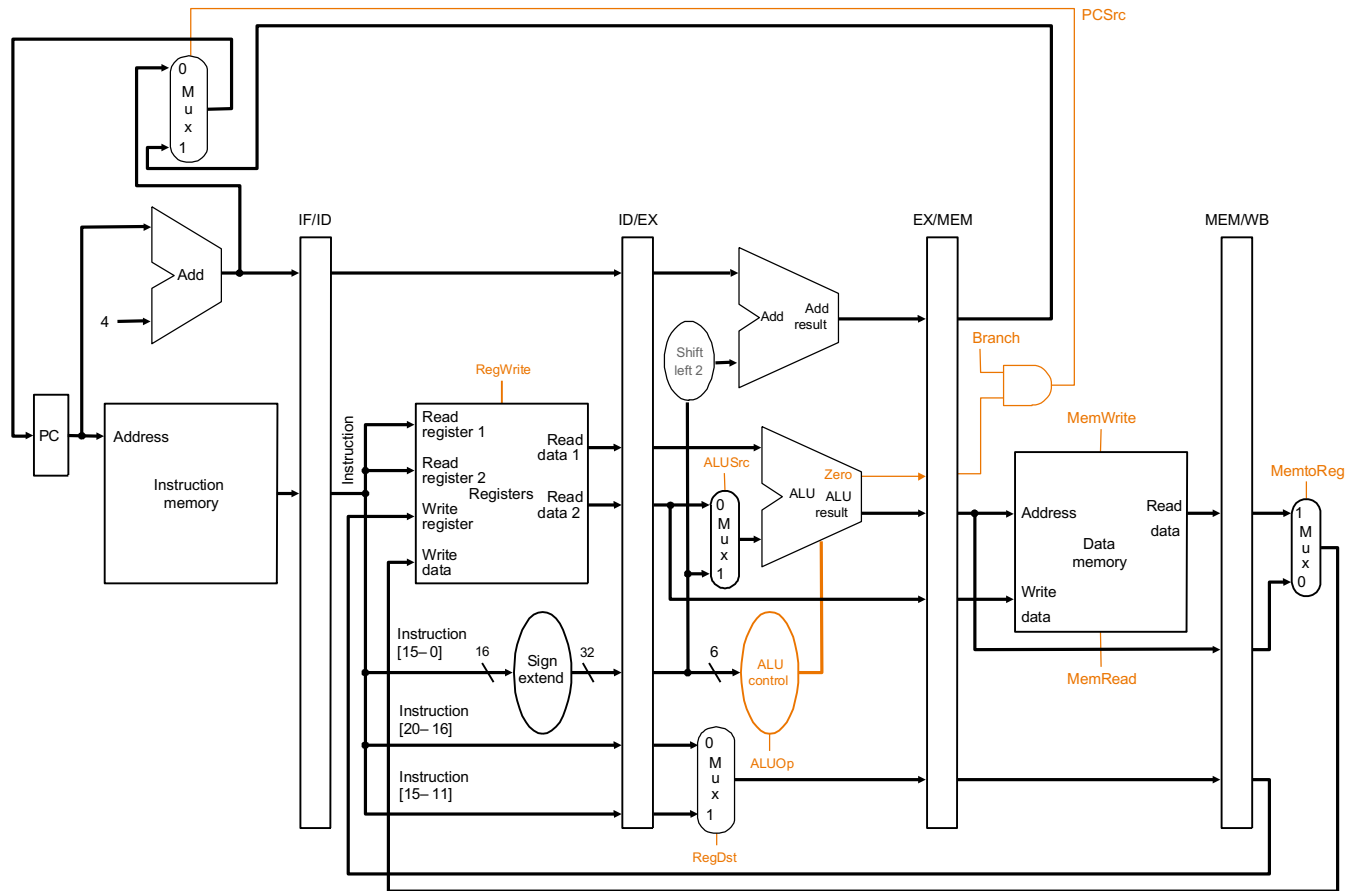 PCSrc
0
M
u
x
1
IF/ID
ID/EX
EX/MEM
MEM/WB
Add
4
Add
Add
result
Shift
left 2
Branch
RegWrite
PC
Address
Instruction
memory
Instruction
Read
register 1
Read
register 2
Write
register
Write
data
Registers
Read
data 1
Read
data 2
ALUSrc
0
M
u
x
1
Zero
ALU
ALU
result
MemWrite
Address
Read
data
Data
memory
Write
data
MemRead
MemtoReg
1
M
u
x
0
Instruction
[15– 0]
16
Sign
extend
32
6
ALU
control
ALUOp
Instruction
[20– 16]
Instruction
[15– 11]
0
M
u
x
1
RegDst